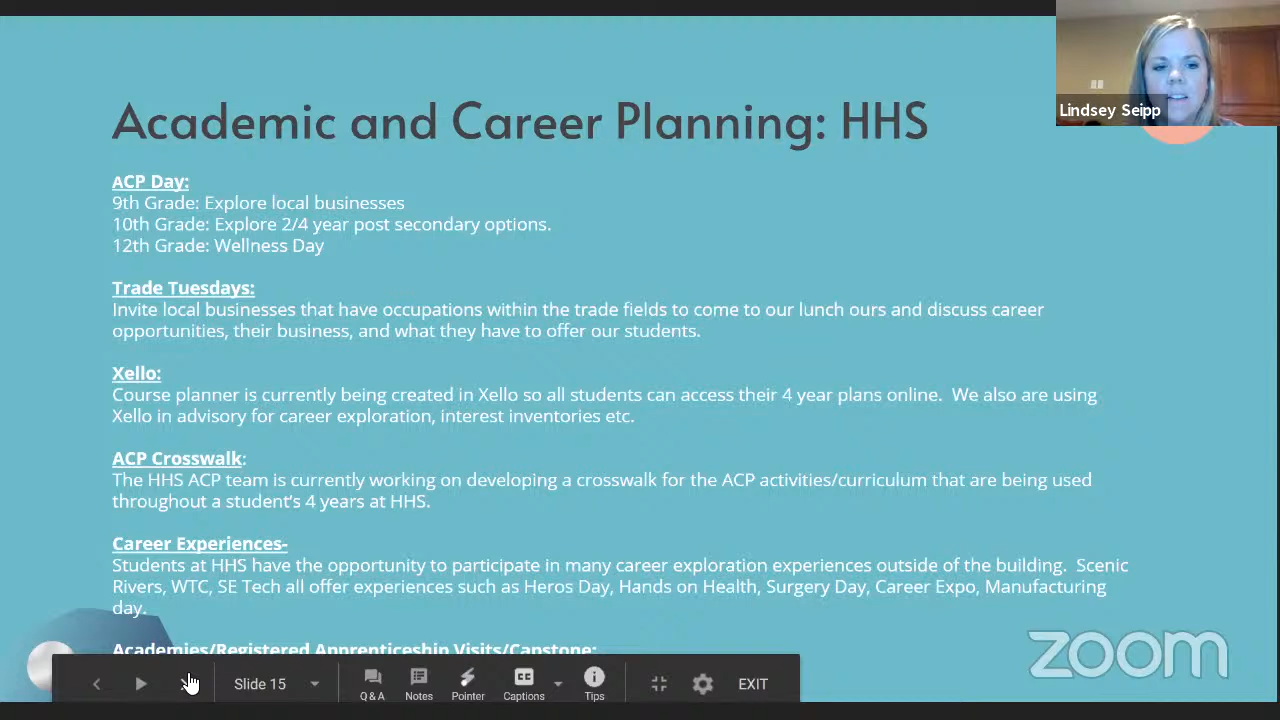 Lindsey Seipp
Academic and Career Planning: HHS
ACP Day:
9th Grade: Explore local businesses
10th Grade: Explore 2/4 year post secondary options.
12th Grade: Wellness Day
Trade Tuesdays:
Invite local businesses that have occupations within the trade fields to come to our lunch ours and discuss career
opportunities, their business, and what they have to offer our students.
Xello:
Course planner is currently being created in Xello so all students can access their 4 year plans online. We also are using
Xello in advisory for career exploration, interest inventories etc.
ACP Crosswalk:
The HHS ACP team is currently working on developing a crosswalk for the ACP activities/curriculum that are being used
throughout a student's 4 years at HHS.
Career Experiences-
Students at HHS have the opportunity to participate in many career exploration experiences outside of the building. Scenic
Rivers, WTC, SE Tech all offer experiences such as Heros Day, Hands on Health, Surgery Day, Career Expo, Manufacturing
day.
Academies/Registered Apprenticeship Visits/Capstone:
zoom
Slide 15
Q & A
Notes
Pointer
CC
Captions
Tips
EXIT